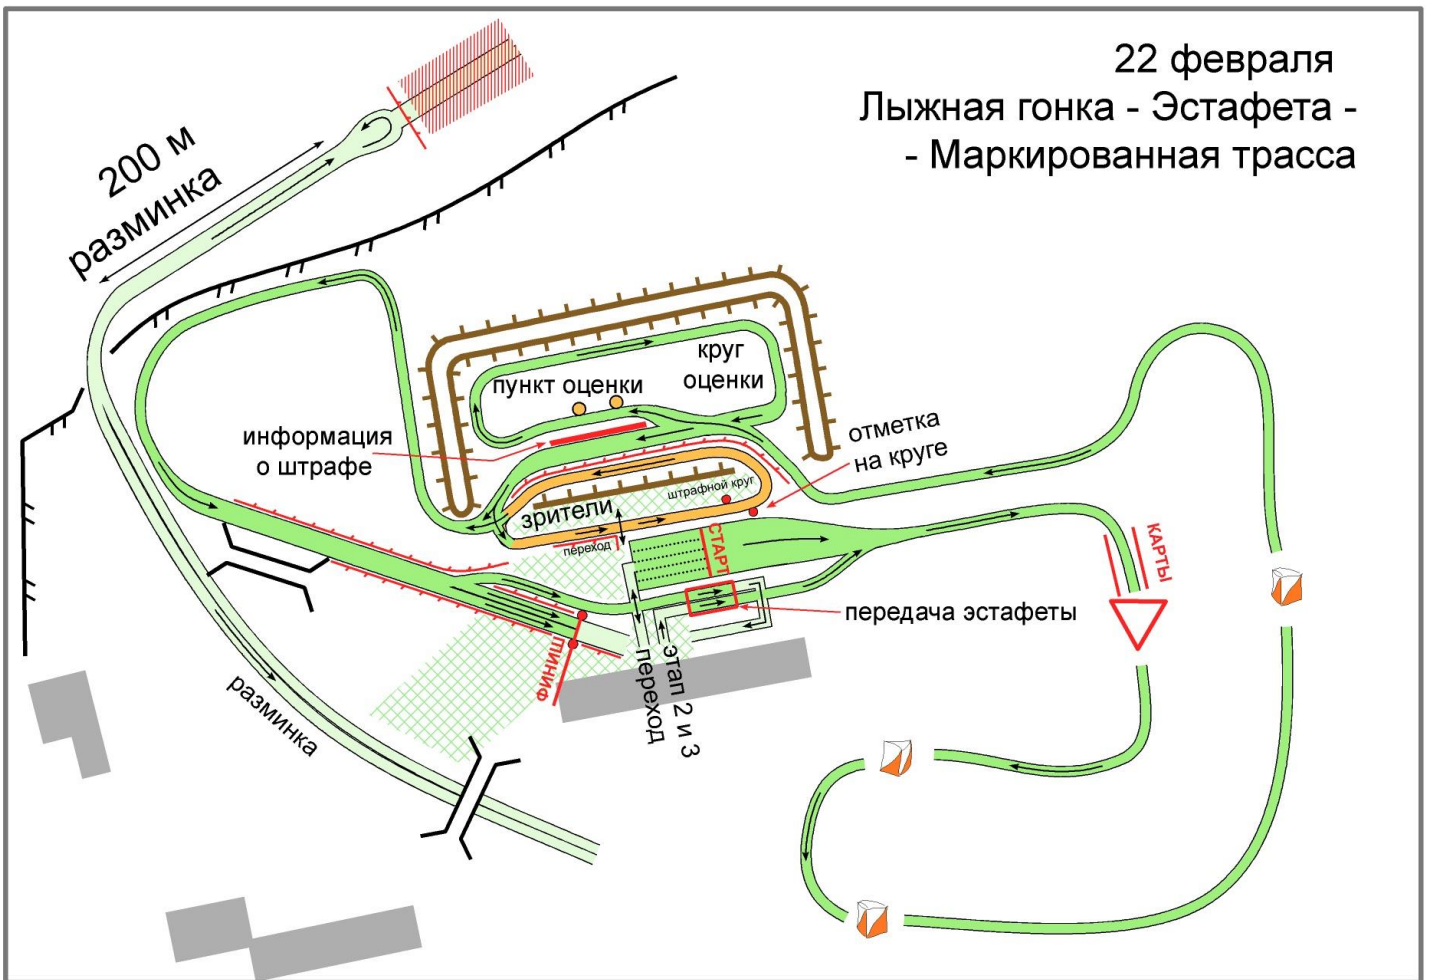 22 февраля
Лыжная гонка - Эстафета -
- Маркированная трасса
200 м
разминка
круг
оценки
пункт оценки
информация
о штрафе
отметка
на круге
штрафной круг
зрители
переход
СТАРТ
КАРТЫ
передача эстафеты
ФИНИШ
переход
этап 2 и 3
разминка